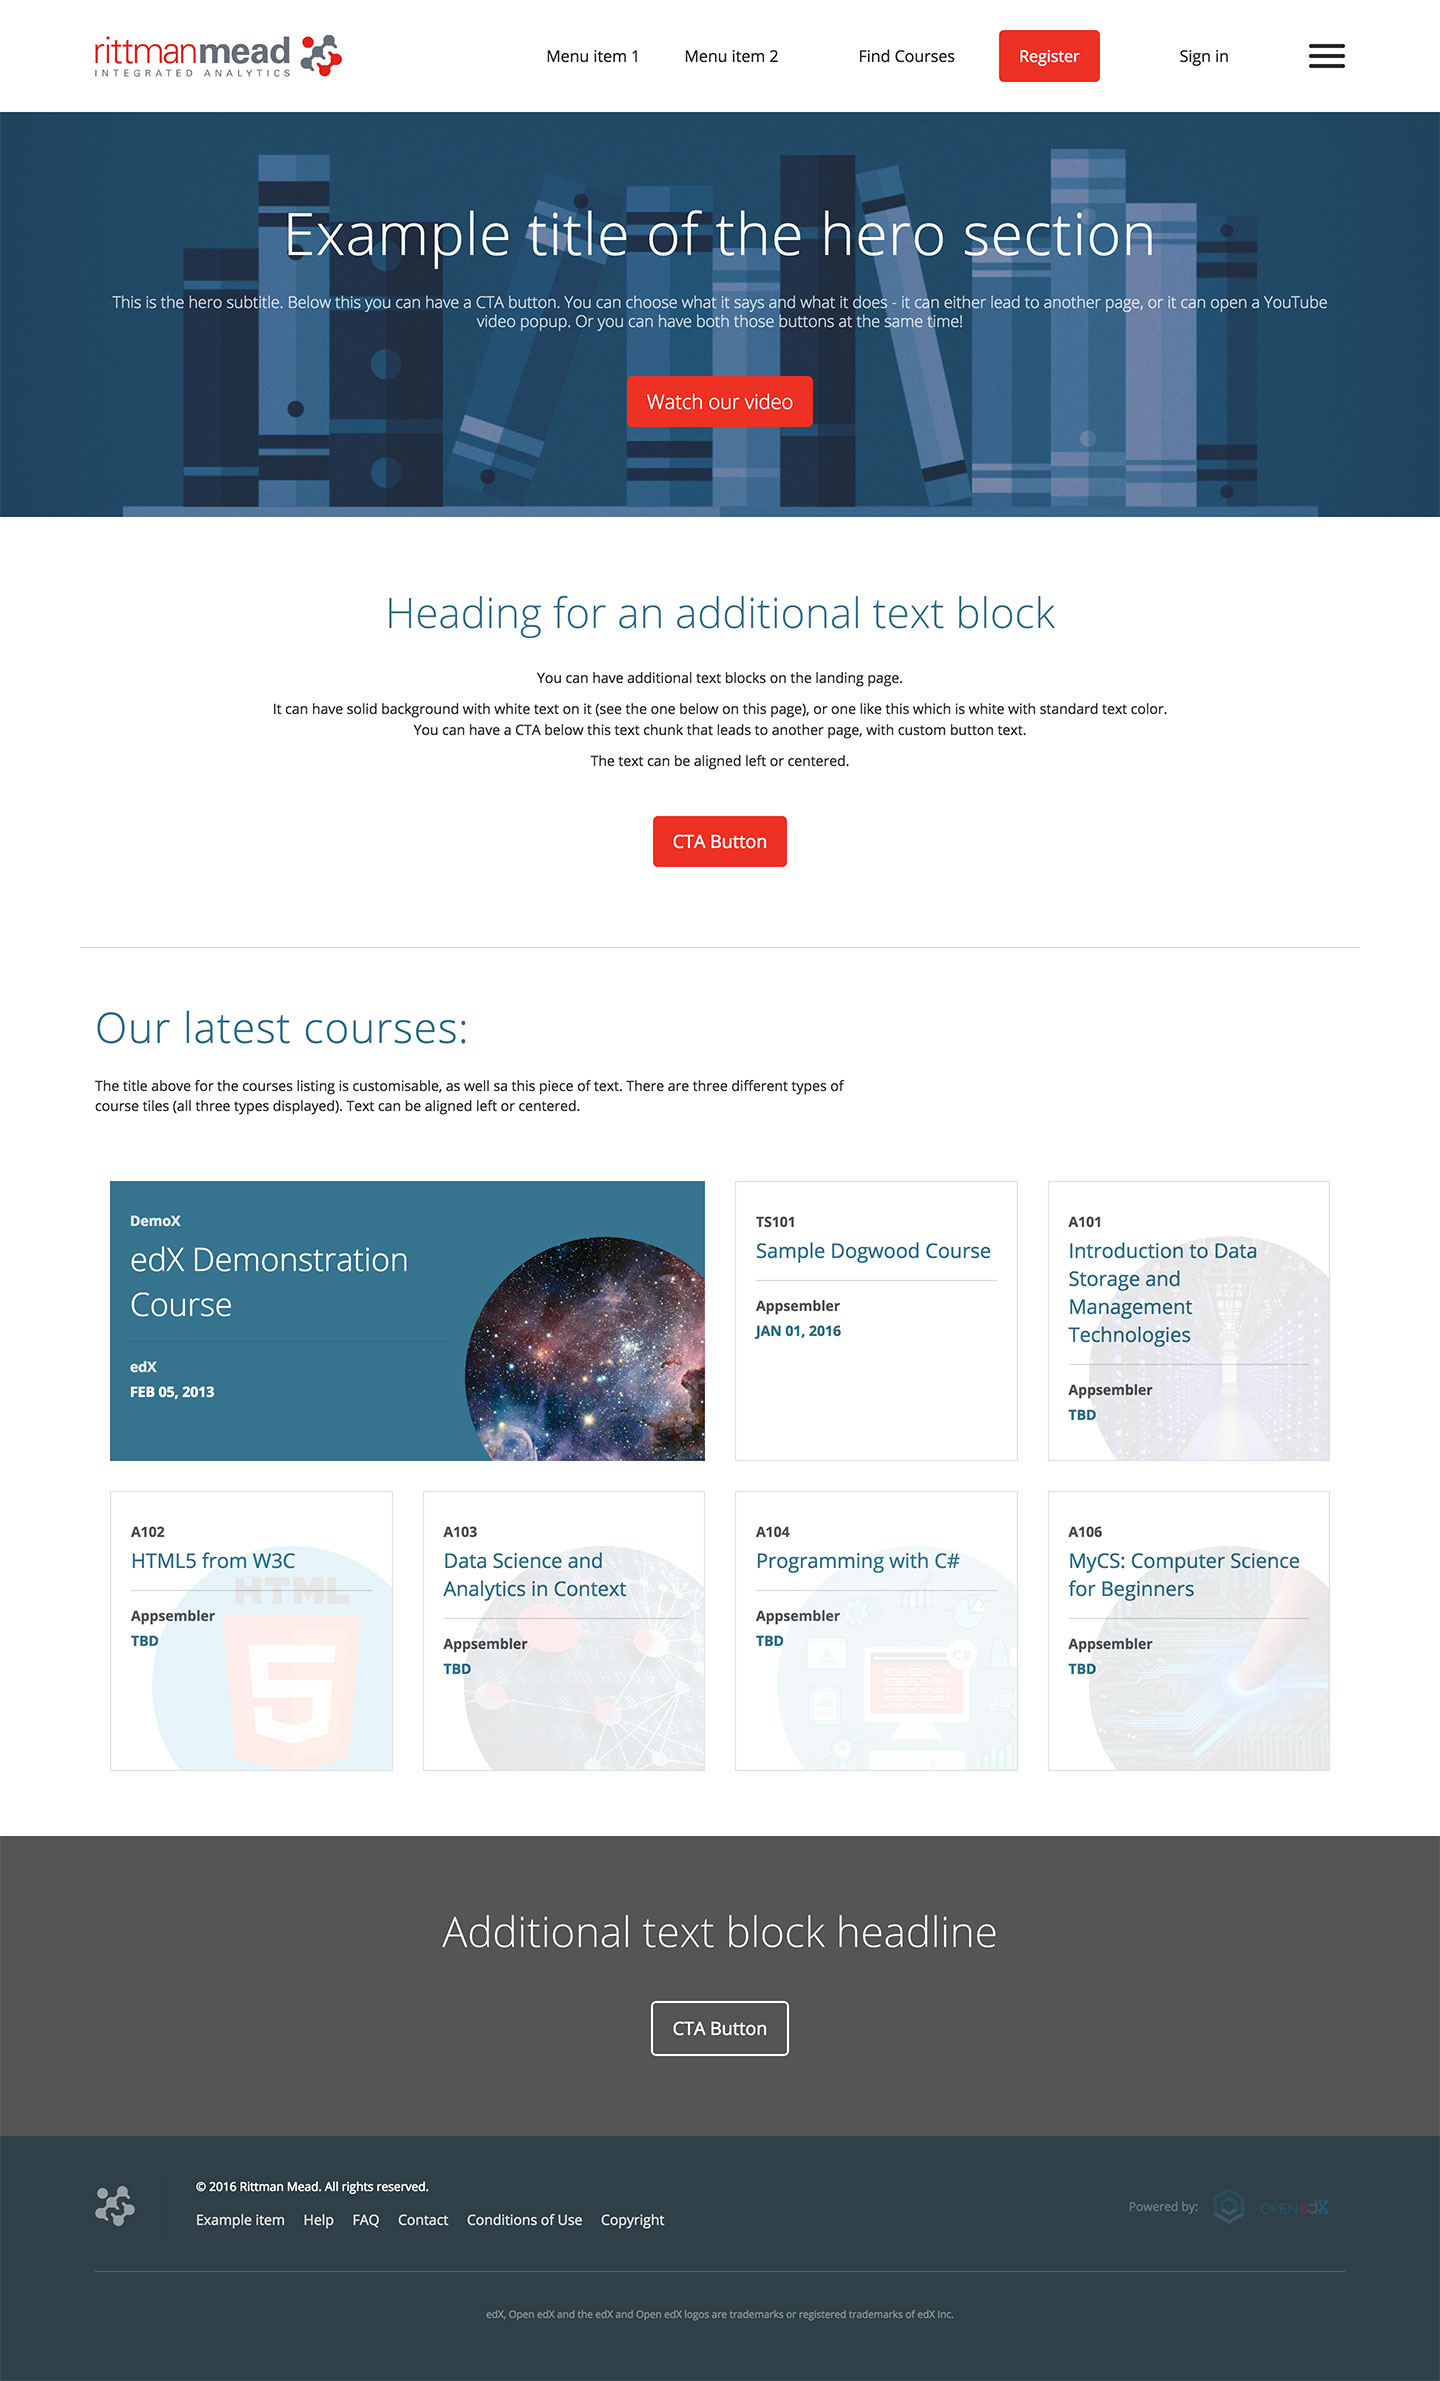 rittmanmead
INTEGRATED ANALYTICS
Menu item 1
Menu item 2
Find Courses
Register
Sign in
Example title of the hero section
This is the hero subtitle. Below this you can have a CTA button. You can choose what it says and what it does - it can either lead to another page, or it can open a YouTube
video popup. Or you can have both those buttons at the same time!
Watch our video
Heading for an additional text block
You can have additional text blocks on the landing page.
It can have solid background with white text on it (see the one below on this page), or one like this which is white with standard text color.
You can have a CTA below this text chunk that leads to another page, with custom button text.
The text can be aligned left or centered.
CTA Button
Our latest courses:
The title above for the courses listing is customisable, as well sa this piece of text. There are three different types of
course tiles (all three types displayed). Text can be aligned left or centered.
DemoX
edX Demonstration
Course
edX
FEB 05, 2013
TS101
Sample Dogwood Course
Appsembler
JAN 01, 2016
A101
Introduction to Data
Storage and
Management
Technologies
Appsembler
TBD
A102
HTML5 from W3C
HTML
5
Appsembler
TBD
A103
Data Science and
Analytics in Context
Appsembler
TBD
A104
Programming with C#
Appsembler
TBD
C#
A106
MyCS: Computer Science
for Beginners
Appsembler
TBD
Additional text block headline
CTA Button
© 2016 Rittman Mead. All rights reserved.
Example item
Help
FAQ
Contact
Conditions of Use
Copyright
Powered by:
OPEN edX
edX, Open edX and the edX and Open edX logos are trademarks or registered trademarks of edX Inc.